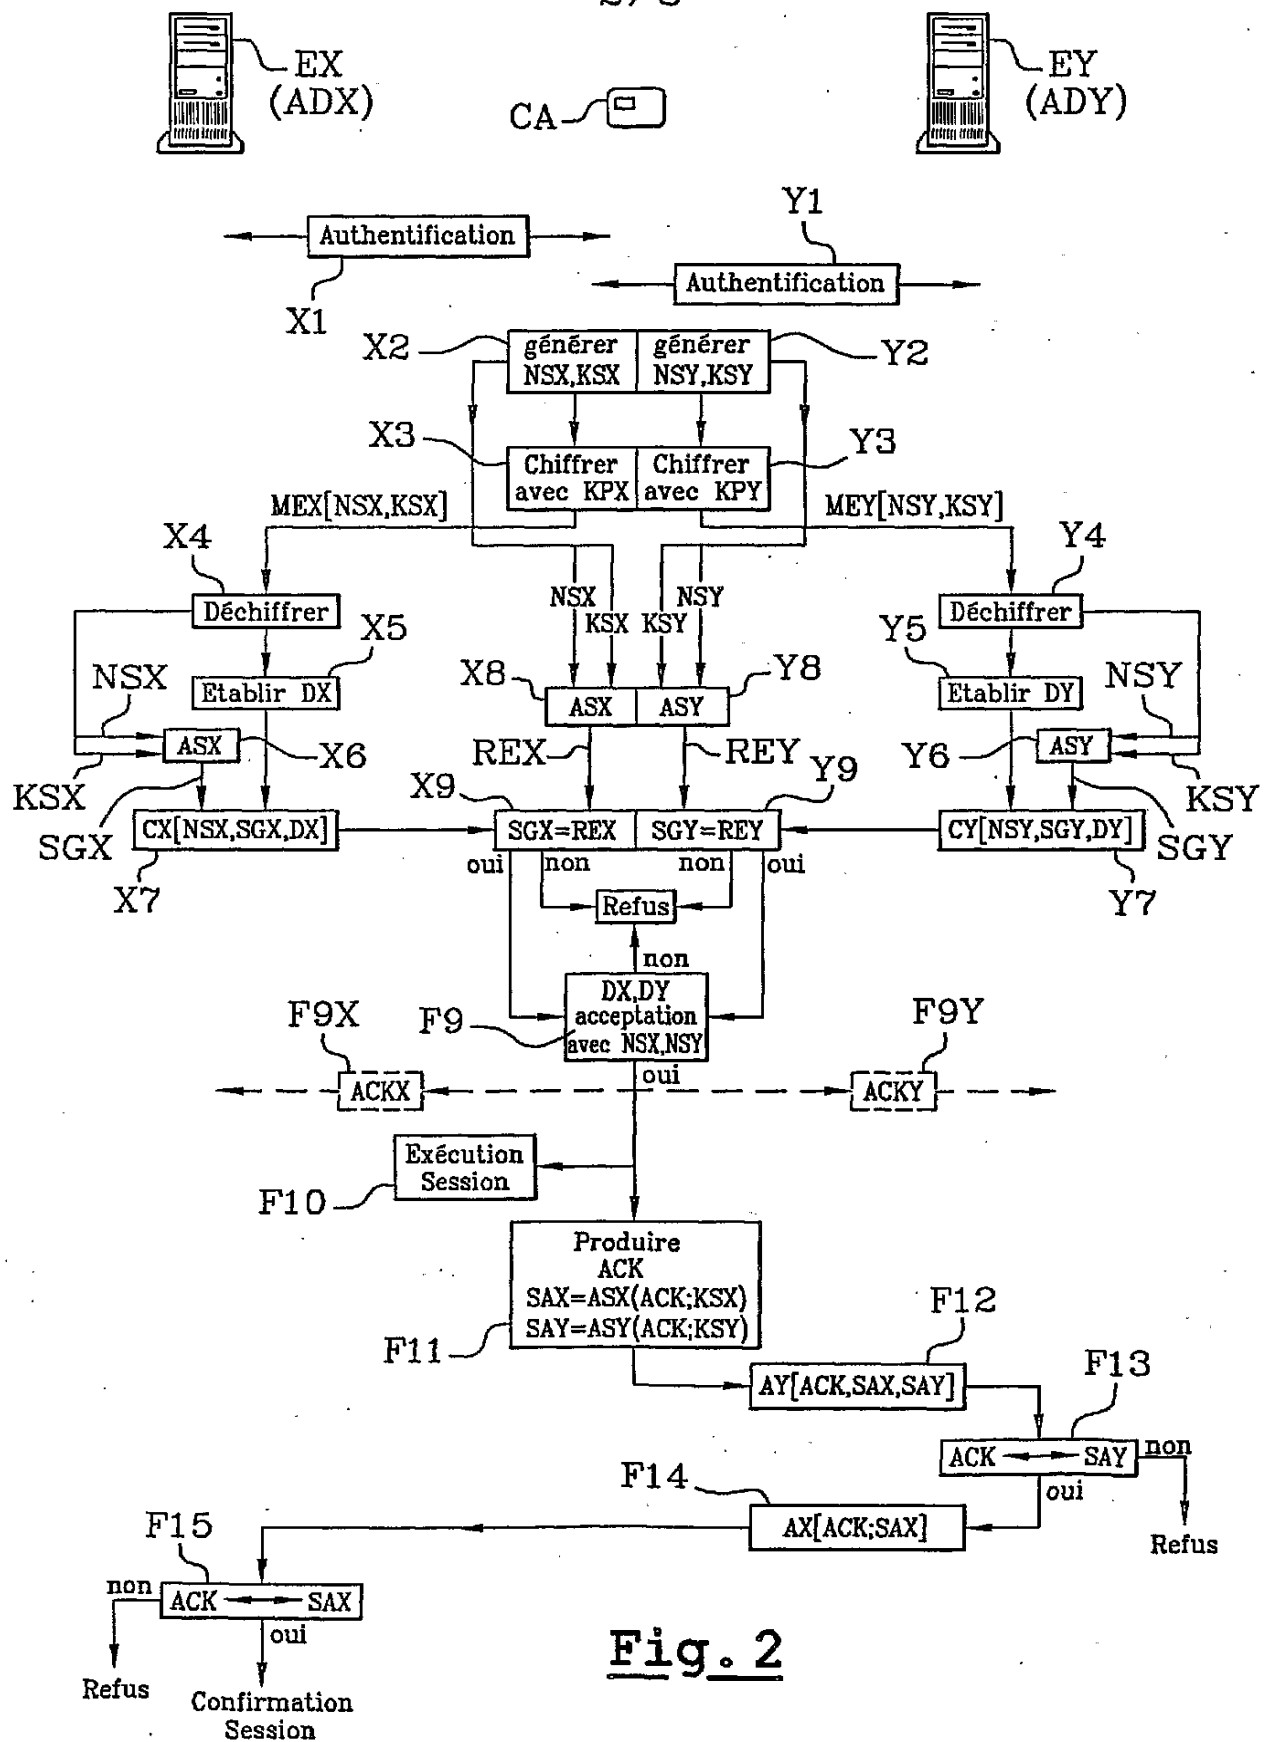 2/3
EX
(ADX)
CA
EY
(ADY)
Y1
Authentification
Authentification
X1
X2
générer
NSX,KSX
générer
NSY,KSY
Y2
X3
Chiffrer
avec KPX
Chiffrer
avec KPY
Y3
MEX[NSX,KSX]
MEY[NSY,KSY]
X4
Y4
NSX
KSX
KSY
NSY
Déchiffrer
Déchiffrer
X5
Y5
NSX
Etablir DX
X8
Y8
Etablir DY
NSY
ASX
ASY
ASX
X6
REX
REY
Y6
ASY
KSX
SGX
X9
Y9
KSY
SGY
CX[NSX,SGX,DX]
SGX=REX
SGY=REY
CY[NSY,SGY,DY]
oui
non
non
oui
X7
Refus
Y7
non
F9X
F9
DX,DY
acceptation
avec NSX,NSY
F9Y
oui
ACKX
ACKY
Exécution
Session
F10
Produire
ACK
SAX=ASX(ACK;KSX)
SAY=ASY(ACK;KSY)
F11
F12
AY[ACK,SAX,SAY]
F13
ACK
SAY
non
oui
F14
AX[ACK;SAX]
Refus
F15
non
ACK
SAX
oui
Refus
Confirmation
Session
Fig. 2